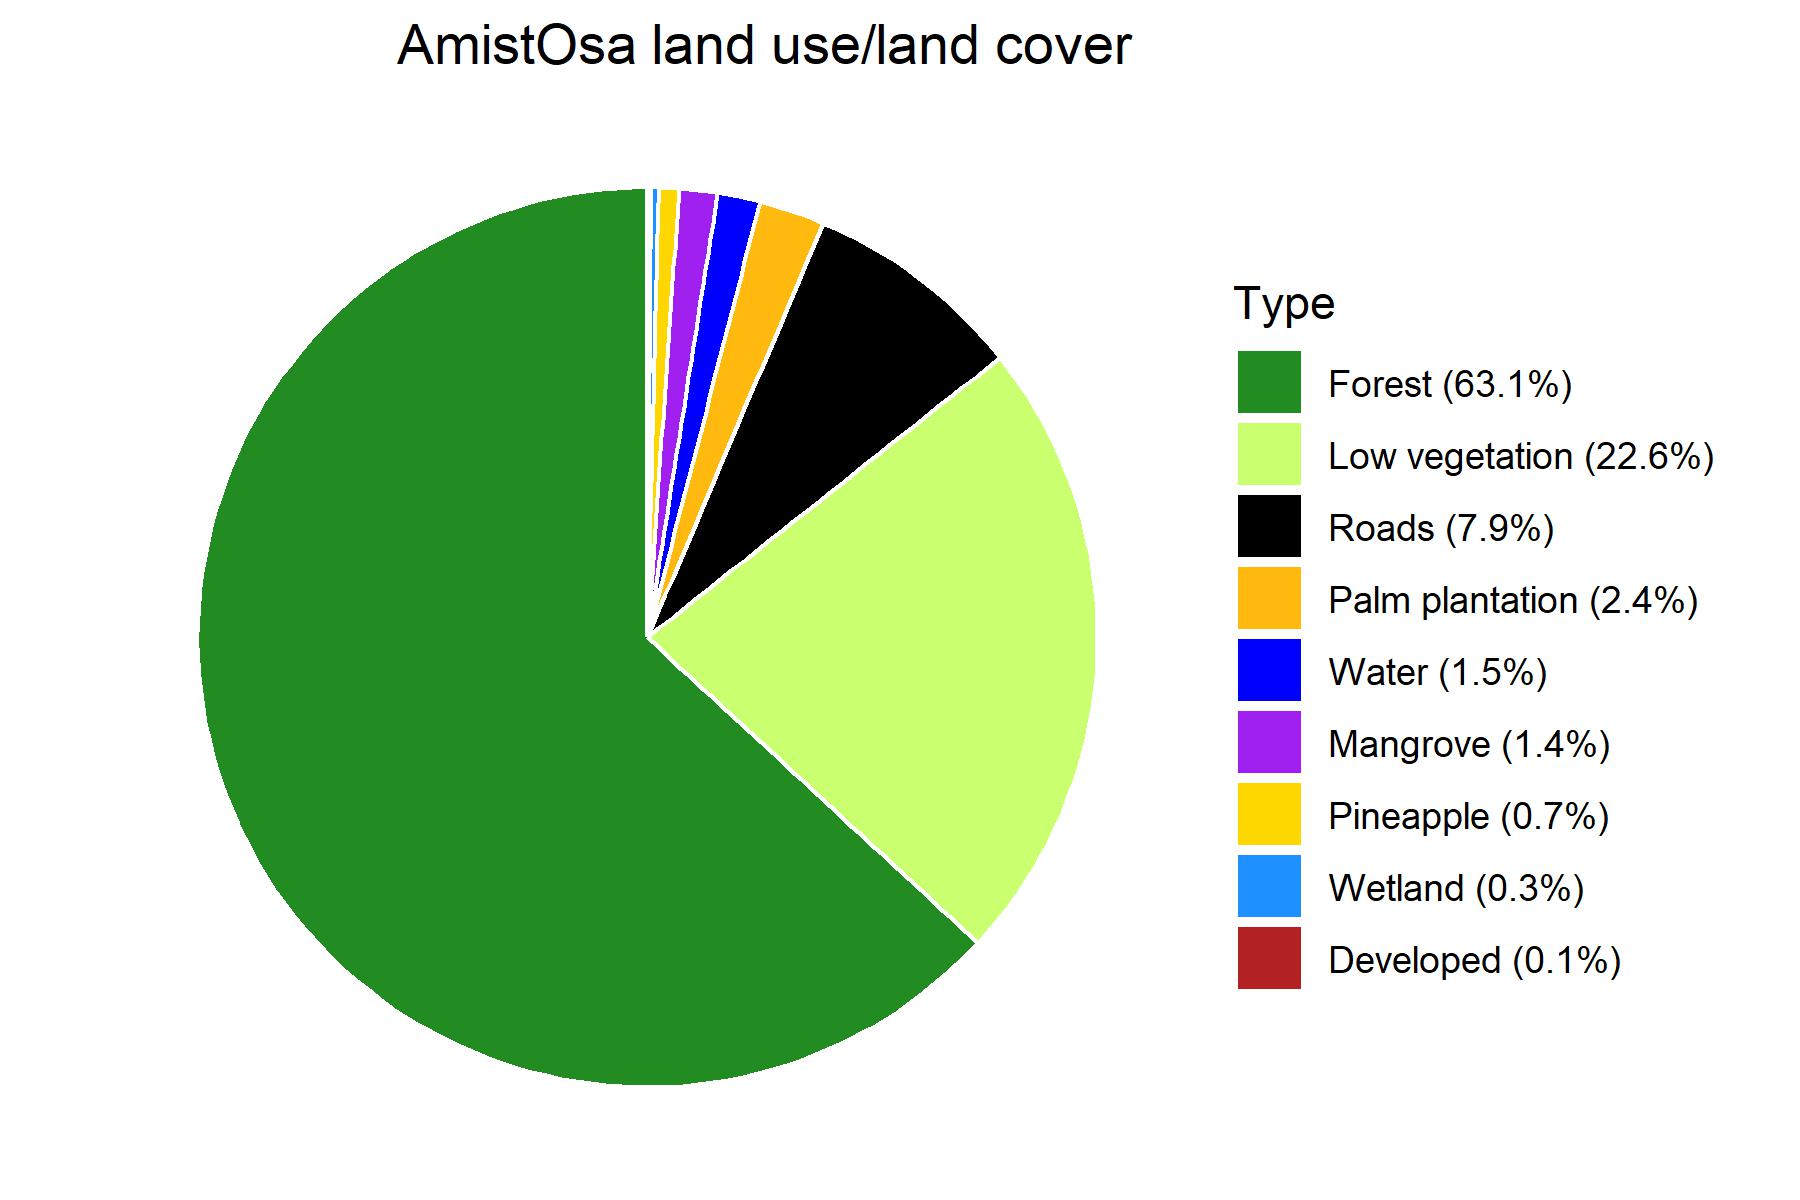 AmistOsa land use/land cover
Type
Forest (63.1%)
Low vegetation (22.6%)
Roads (7.9%)
Palm plantation (2.4%)
Water (1.5%)
Mangrove (1.4%)
Pineapple (0.7%)
Wetland (0.3%)
Developed (0.1%)